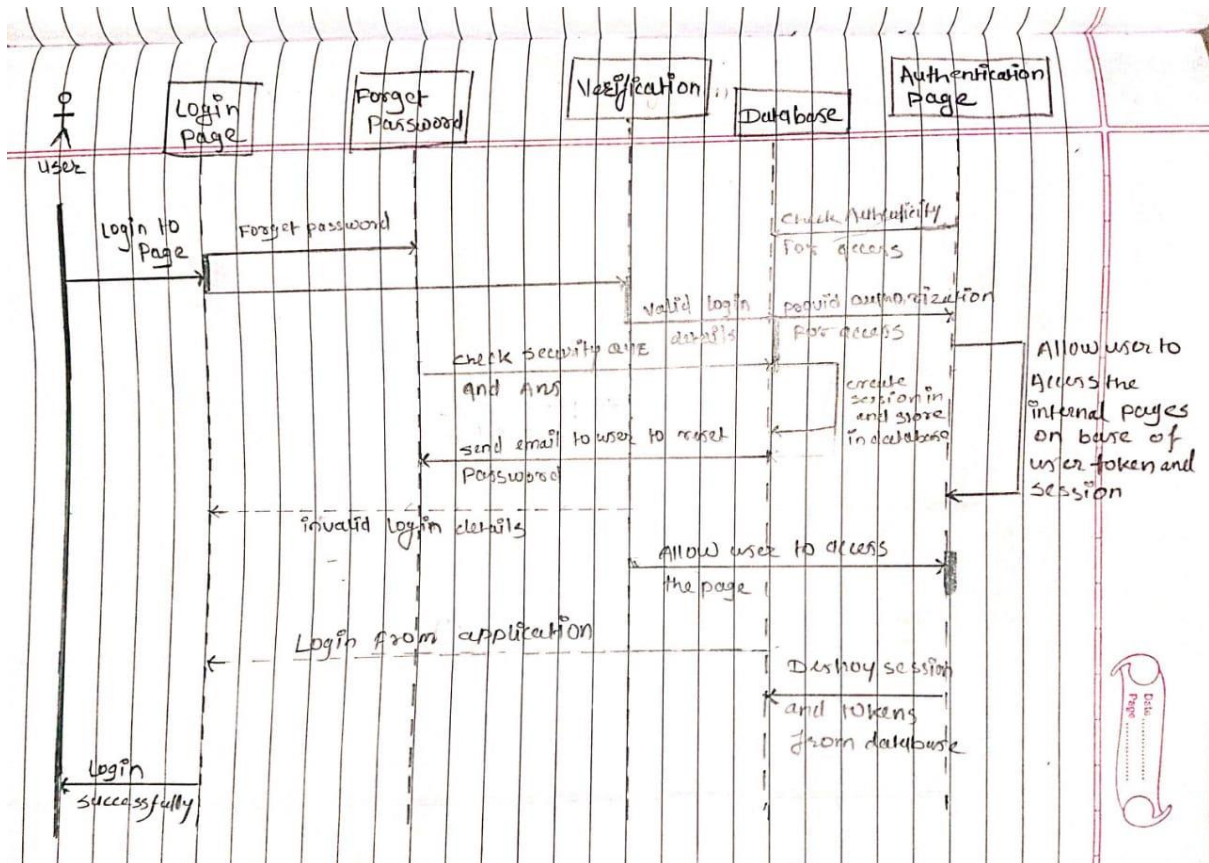 user
Login
Page
Forget
Password
Verification
Database
Authentication
Page
Login to
Page
Forget password
Check Authenticity
For access
valid login
details
authorization
For access
check security que
and Ans
create
session in
and store
in database
Allow user to
Access the
internal pages
on base of
user token and
session
send email to user to reset
Password
invalid login details
Allow user to access
the page
Login from application
Destroy session
and tokens
from database
Login
successfully
Date
Page